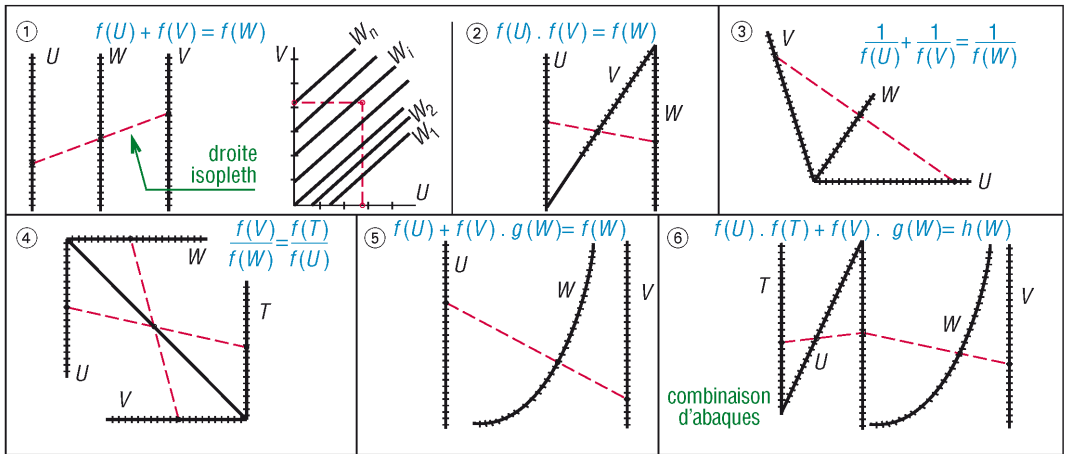 1 f(U) + f(V) = f(W)
U W V
droite
isopleth
V Wn Wi W2 W1 U
2 f(U) . f(V) = f(W)
U V W
3 1/f(U) + 1/f(V) = 1/f(W)
V W U
4 f(V)/f(W) = f(T)/f(U)
W T U V
5 f(U) + f(V) . g(W)= f(W)
U W V
6 f(U) . f(T) + f(V) . g(W)= h(W)
T U W V
combinaison
d'abaques